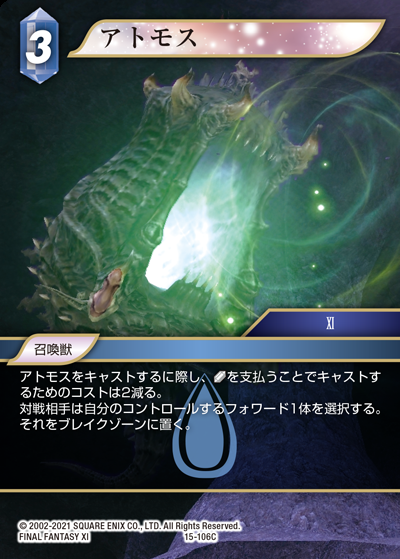 3
アトモス
XI
召喚獣
アトモスをキャストするに際し、を支払うことでキャストす
るためのコストは2減る。
対戦相手は自分のコントロールするフォワード1体を選択する。
それをブレイクゾーンに置く。
© 2002-2021 SQUARE ENIX CO., LTD. All Rights Reserved.
FINAL FANTASY XI
15-106C